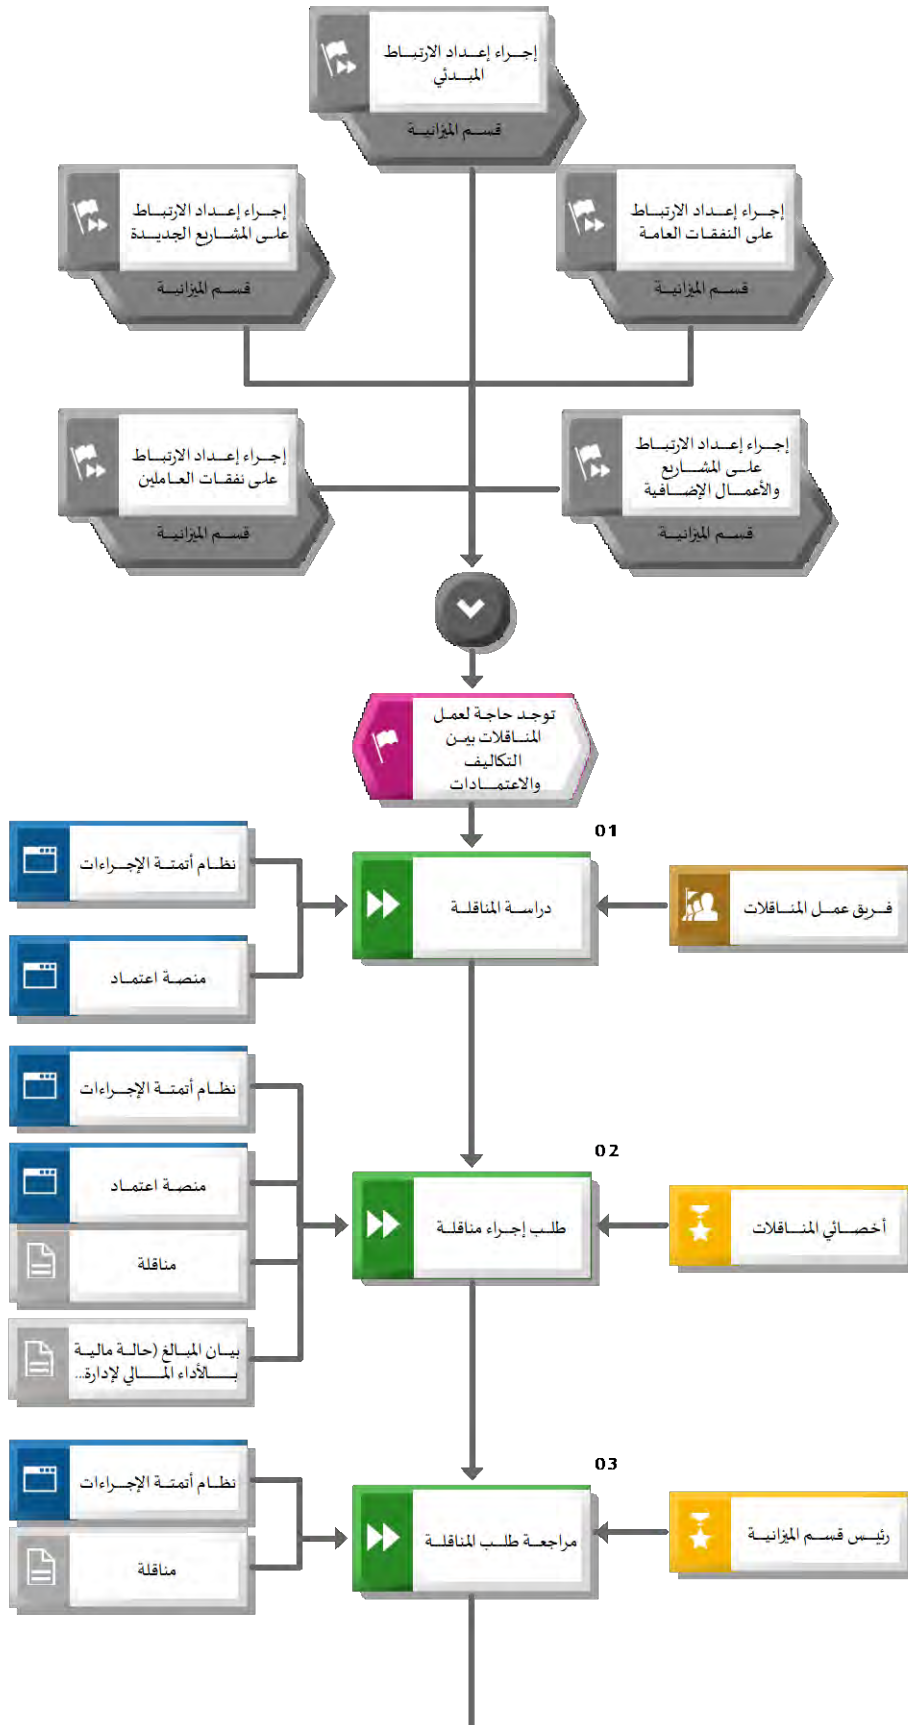 إجراء إعداد الارتباط
المبدئي
قسم الميزانية
إجراء إعداد الارتباط
على النفقات العامة
قسم الميزانية
إجراء إعداد الارتباط
على المشاريع الجديدة
قسم الميزانية
إجراء إعداد الارتباط
على المشاريع
والأعمال الإضافية
قسم الميزانية
إجراء إعداد الارتباط
على نفقات العاملين
قسم الميزانية
توجد حاجة لعمل
المناقلات بين
التكاليف
والاعتمادات
01
فريق عمل المناقلات
دراسة المناقلة
نظام أتمتة الإجراءات
منصة اعتماد
02
أخصائي المناقلات
طلب إجراء مناقلة
نظام أتمتة الإجراءات
منصة اعتماد
مناقلة
بيان المبالغ (حالة مالية
بالأداء المالي لإدارة...
03
رئيس قسم الميزانية
مراجعة طلب المناقلة
نظام أتمتة الإجراءات
مناقلة